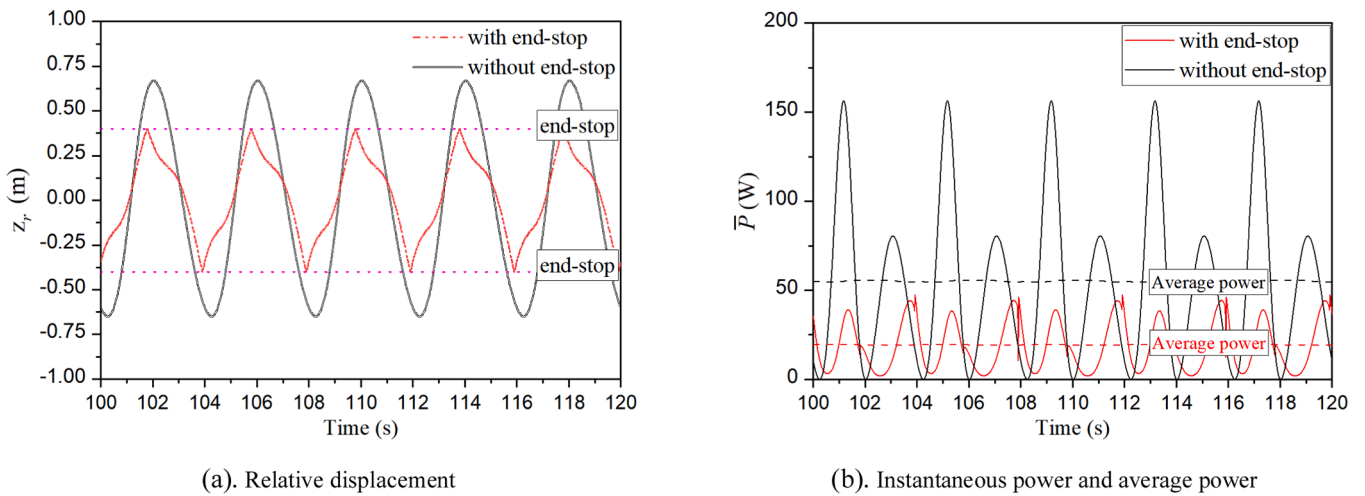 1.00
0.75
0.50
0.25
0.00
-0.25
-0.50
-0.75
-1.00
z_r (m)
with end-stop
without end-stop
end-stop
end-stop
100 102 104 106 108 110 112 114 116 118 120
Time (s)
(a). Relative displacement
200
150
100
50
0
P̅ (W)
with end-stop
without end-stop
Average power
Average power
100 102 104 106 108 110 112 114 116 118 120
Time (s)
(b). Instantaneous power and average power